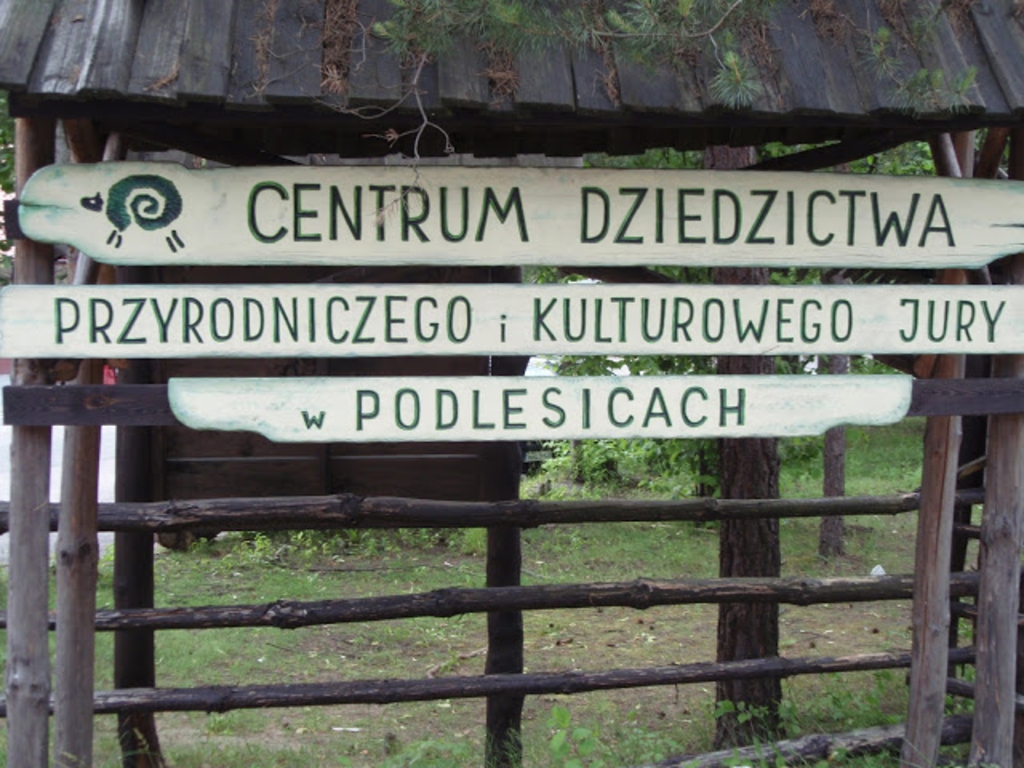 CENTRUM DZIEDZICTWA
PRZYRODNICZEGO i KULTUROWEGO JURY
w PODLESICACH